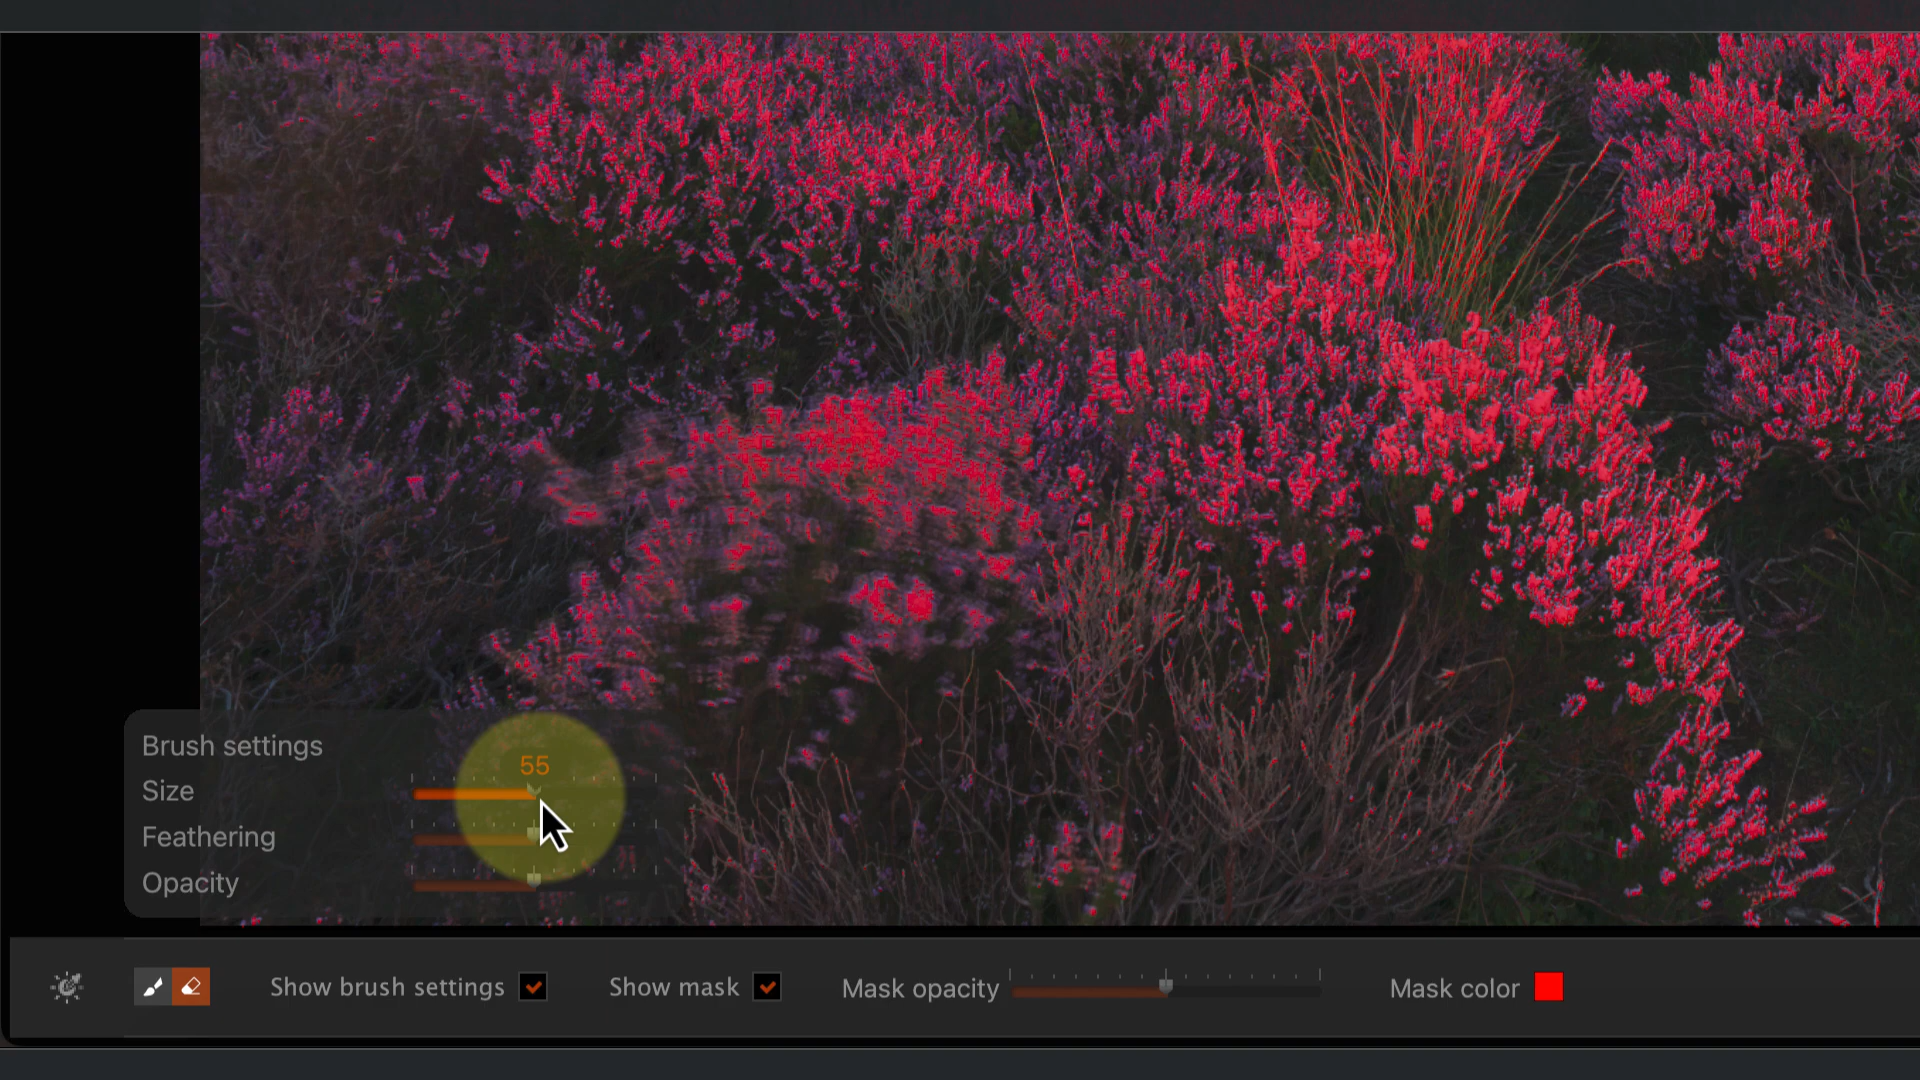 Brush settings
55
Size
Feathering
Opacity
Show brush settings
Show mask
Mask opacity
Mask color